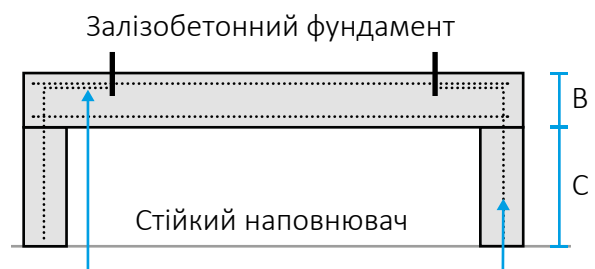 Залізобетонний фундамент
B
C
Стійкий наповнювач